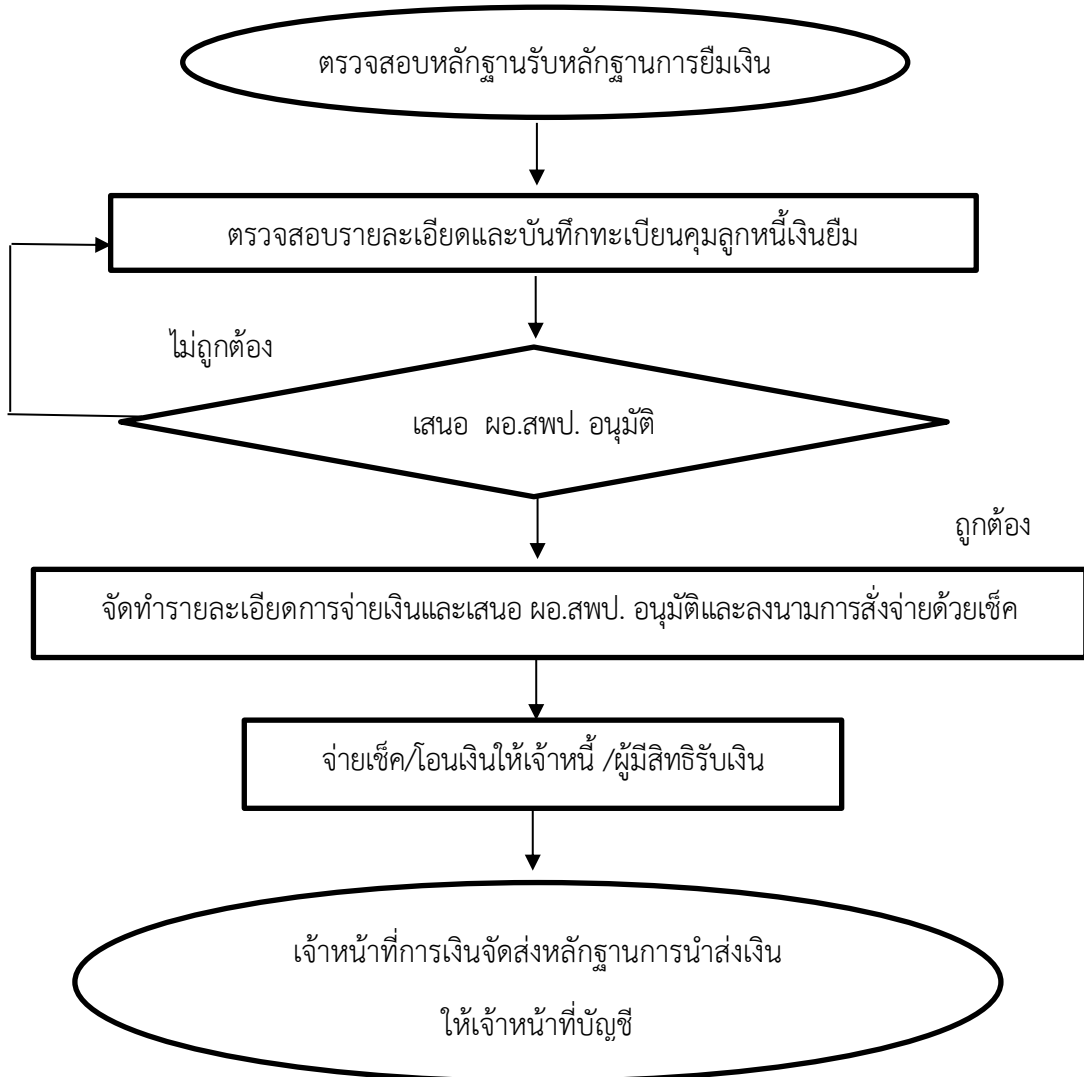 ตรวจสอบหลักฐานรับหลักฐานการยืมเงิน
ตรวจสอบรายละเอียดและบันทึกทะเบียนคุมลูกหนี้เงินยืม
ไม่ถูกต้อง
เสนอ ผอ.สพป. อนุมัติ
ถูกต้อง
จัดทำรายละเอียดการจ่ายเงินและเสนอ ผอ.สพป. อนุมัติและลงนามการสั่งจ่ายด้วยเช็ค
จ่ายเช็ค/โอนเงินให้เจ้าหนี้ /ผู้มีสิทธิรับเงิน
เจ้าหน้าที่การเงินจัดส่งหลักฐานการนำส่งเงิน
ให้เจ้าหน้าที่บัญชี